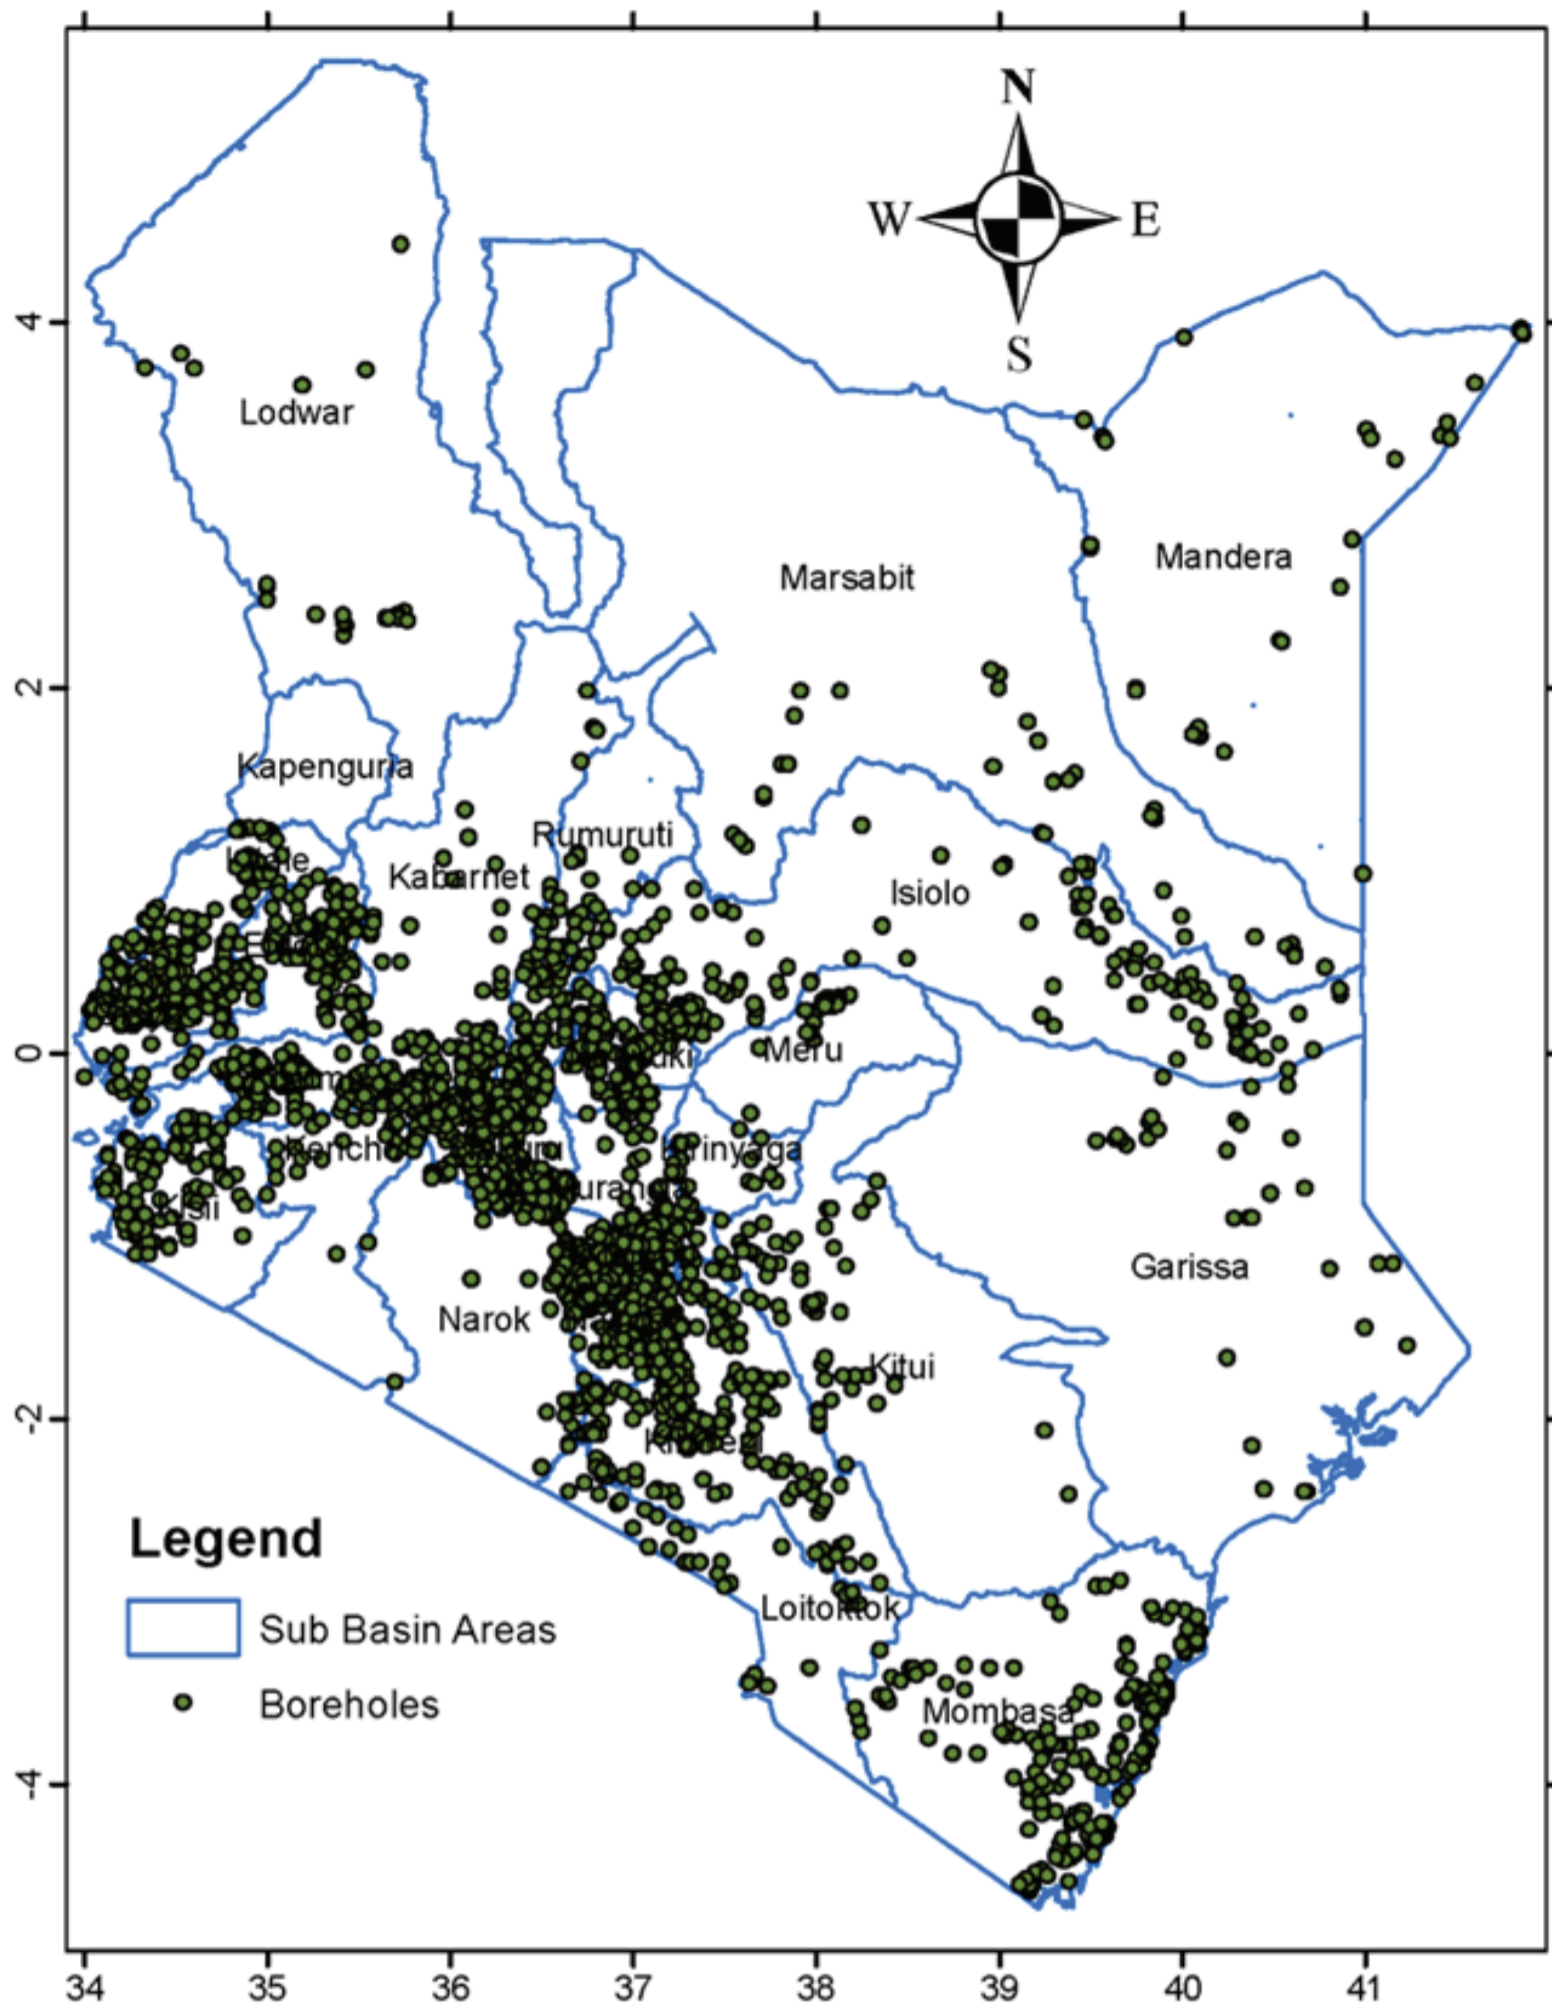 N
W
E
S
4
Lodwar
Mandera
Marsabit
2
Kapenguria
Rumuruti
Kabarnet
Isiolo
0
Meru
Garissa
Narok
Kitui
-2
Legend
Loitoktok
Sub Basin Areas
Boreholes
Mombasa
-4
34
35
36
37
38
39
40
41